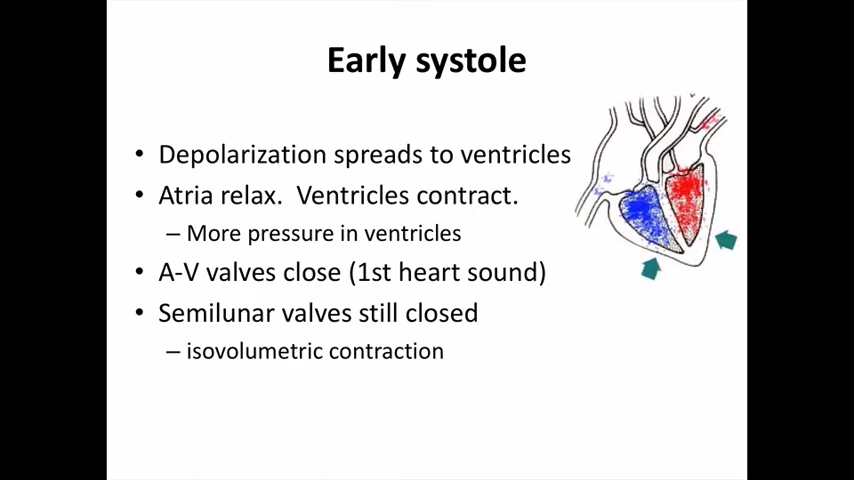 Early systole
• Depolarization spreads to ventricles
• Atria relax.  Ventricles contract.
– More pressure in ventricles
• A-V valves close (1st heart sound)
• Semilunar valves still closed
– isovolumetric contraction